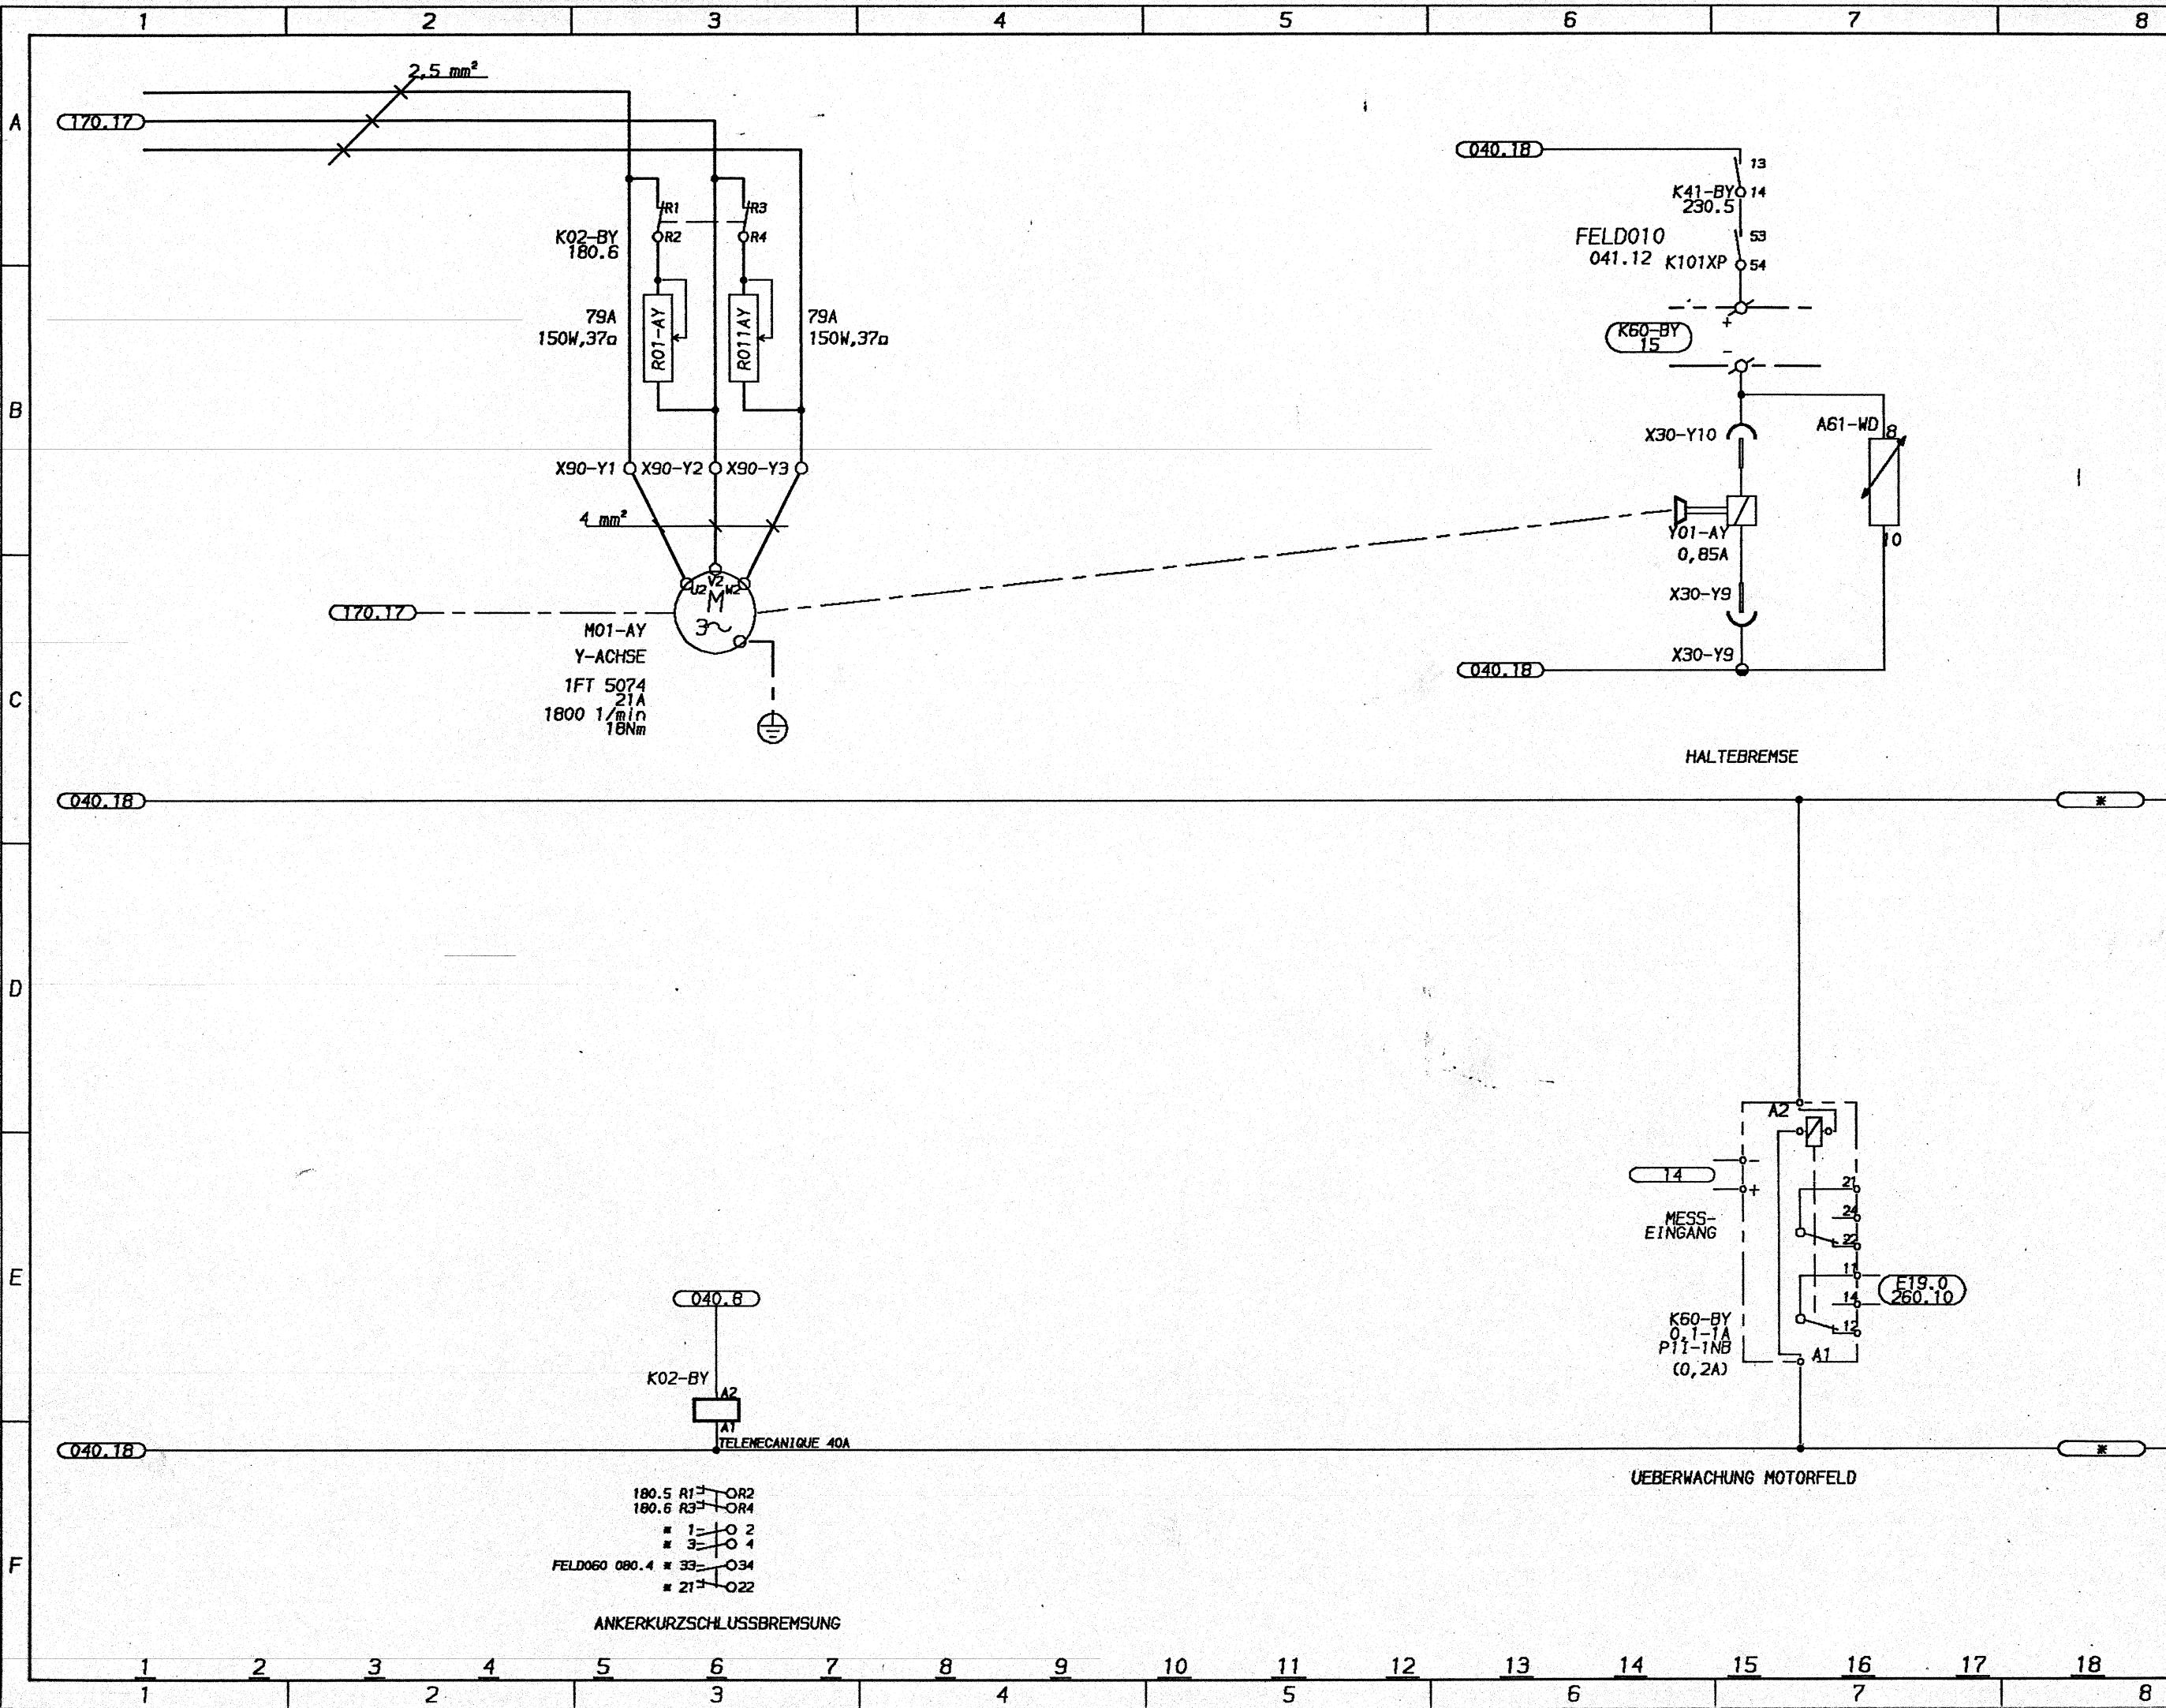 1 2 3 4 5 6 7 8
A
B
C
D
E
F
2,5 mm²
170.17
R1
R3
K02-BY
180.6
R2
R4
79A
150W,37Ω
R01-AY
R011AY
79A
150W,37Ω
X90-Y1
X90-Y2
X90-Y3
4 mm²
U2
V2
W2
M
3~
170.17
M01-AY
Y-ACHSE
1FT 5074
21A
1800 1/min
18Nm
040.18
13
K41-BY
14
230.5
FELD010
041.12
53
K101XP
54
+
K60-BY
15
-
X30-Y10
A61-WD
8
10
Y01-AY
0,85A
X30-Y9
X30-Y9
040.18
HALTEBREMSE
040.18
*
A2
-
14
+
MESS-
EINGANG
21
24
22
11
14
12
E19.0
260.10
K60-BY
0,1-1A
P11-1NB
(0,2A)
A1
040.8
K02-BY
A2
A1
TELEMECANIQUE 40A
040.18
*
UEBERWACHUNG MOTORFELD
180.5 R1 R2
180.6 R3 R4
* 1 2
* 3 4
FELD060 080.4 * 33 34
* 21 22
ANKERKURZSCHLUSSBREMSUNG
1 2 3 4 5 6 7 8 9 10 11 12 13 14 15 16 17 18
1 2 3 4 5 6 7 8